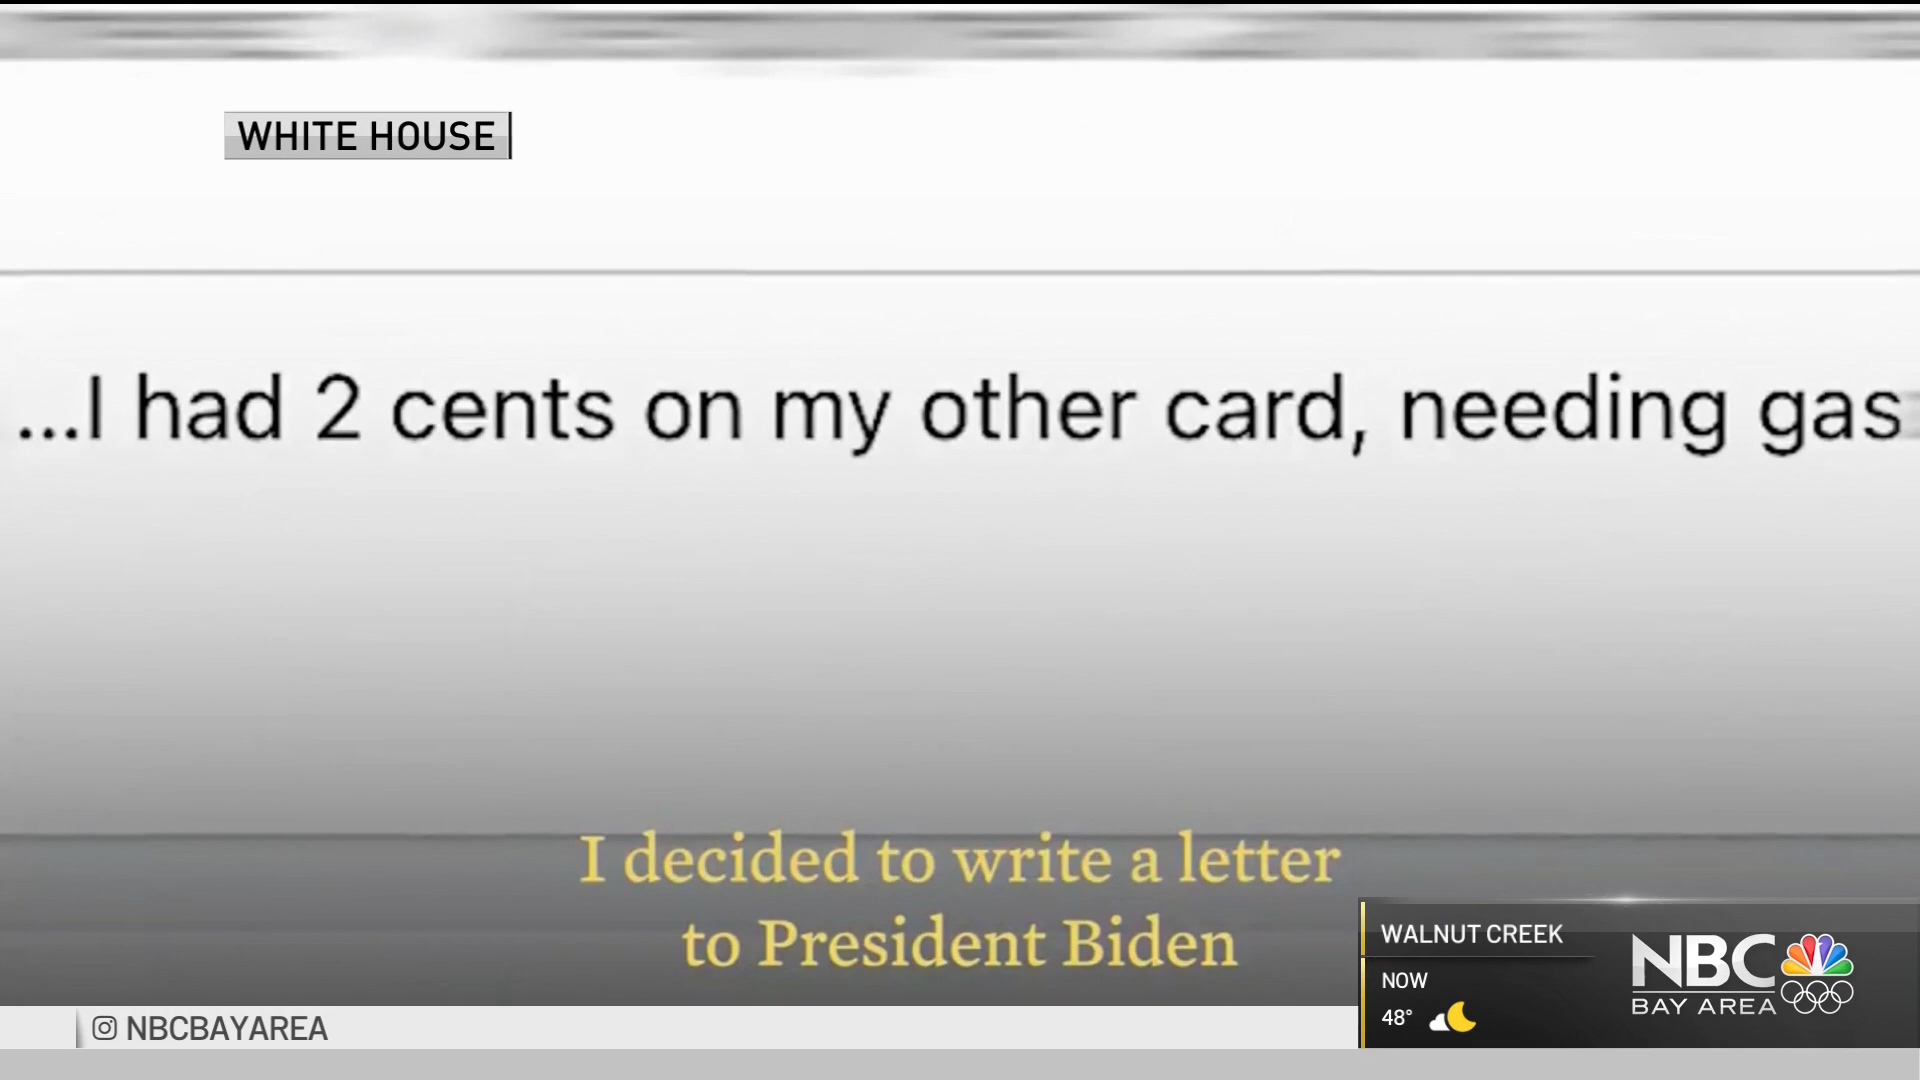 WHITE HOUSE
...I had 2 cents on my other card, needing gas
I decided to write a letter
to President Biden
WALNUT CREEK
NOW
48°
NBC
BAY AREA
NBCBAYAREA